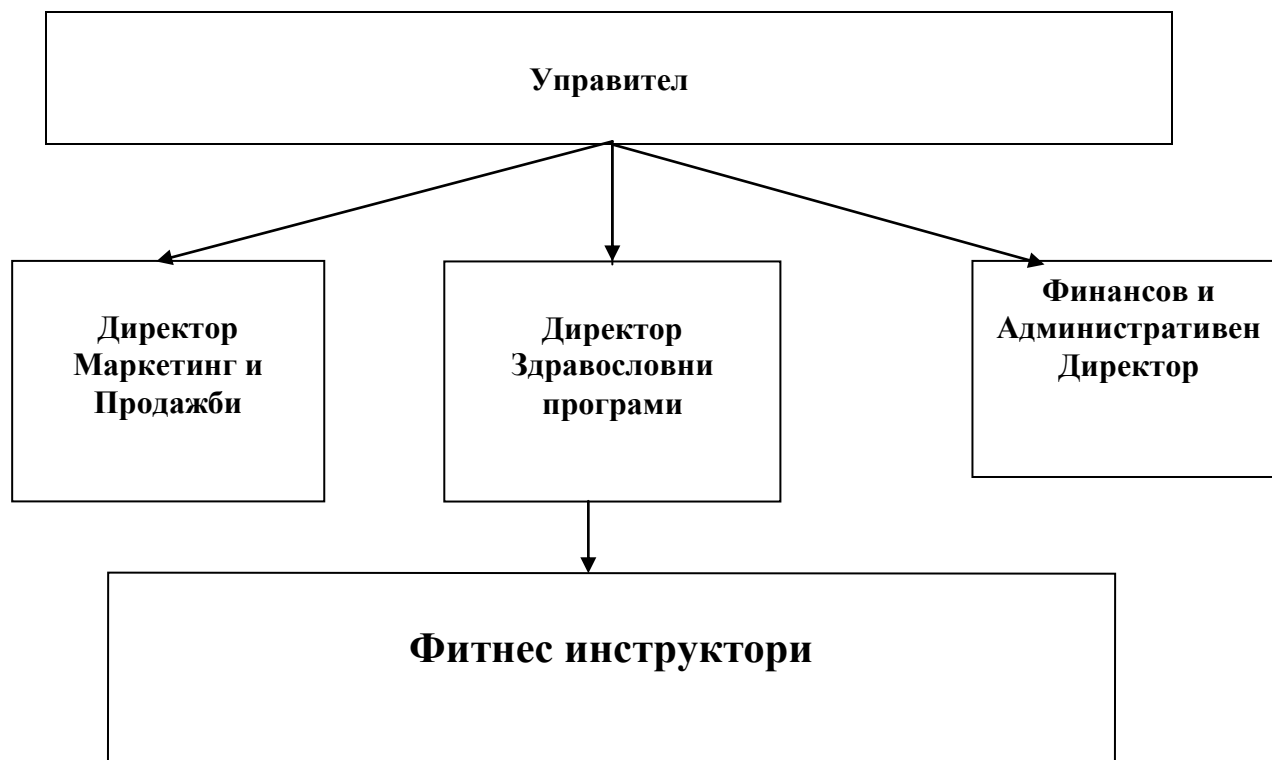 Управител
Директор
Маркетинг и
Продажби
Директор
Здравословни
програми
Финансов и
Административен
Директор
Фитнес инструктори